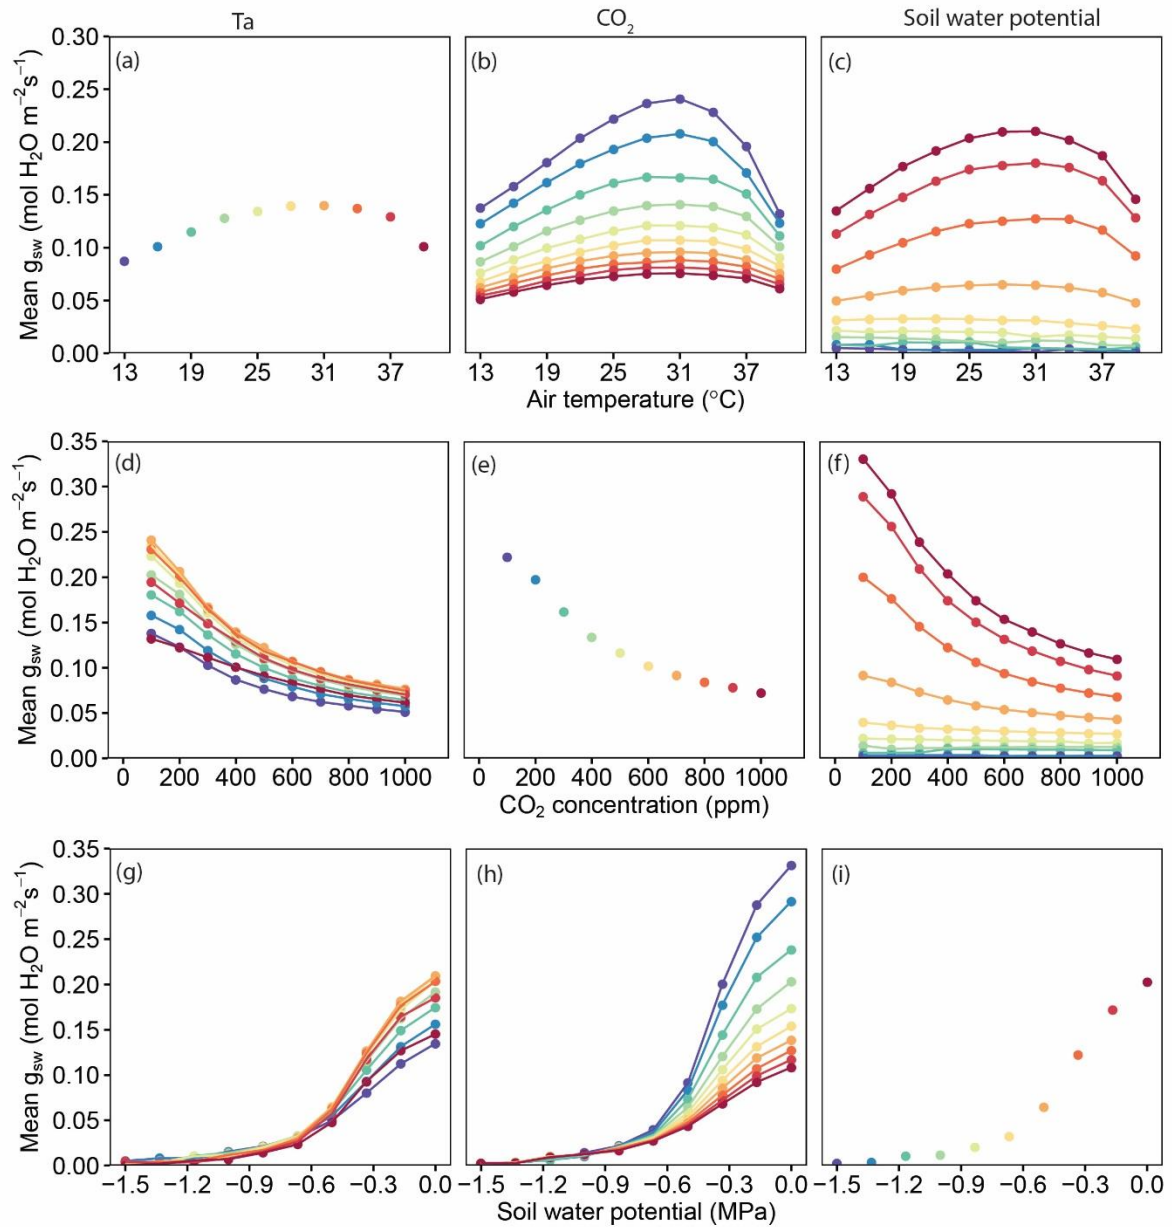 Ta CO₂ Soil water potential
0.30 (a) (b) (c)
0.25
0.20
0.15
0.10
0.05
0.00
Mean g_sw (mol H₂O m⁻²s⁻¹)
13 19 25 31 37 13 19 25 31 37 13 19 25 31 37
Air temperature (°C)
0.35 (d) (e) (f)
0.30
0.25
0.20
0.15
0.10
0.05
0.00
Mean g_sw (mol H₂O m⁻²s⁻¹)
0 200 400 600 800 1000 0 200 400 600 800 1000 0 200 400 600 800 1000
CO₂ concentration (ppm)
0.35 (g) (h) (i)
0.30
0.25
0.20
0.15
0.10
0.05
0.00
Mean g_sw (mol H₂O m⁻²s⁻¹)
−1.5 −1.2 −0.9 −0.6 −0.3 0.0 −1.5 −1.2 −0.9 −0.6 −0.3 0.0 −1.5 −1.2 −0.9 −0.6 −0.3 0.0
Soil water potential (MPa)